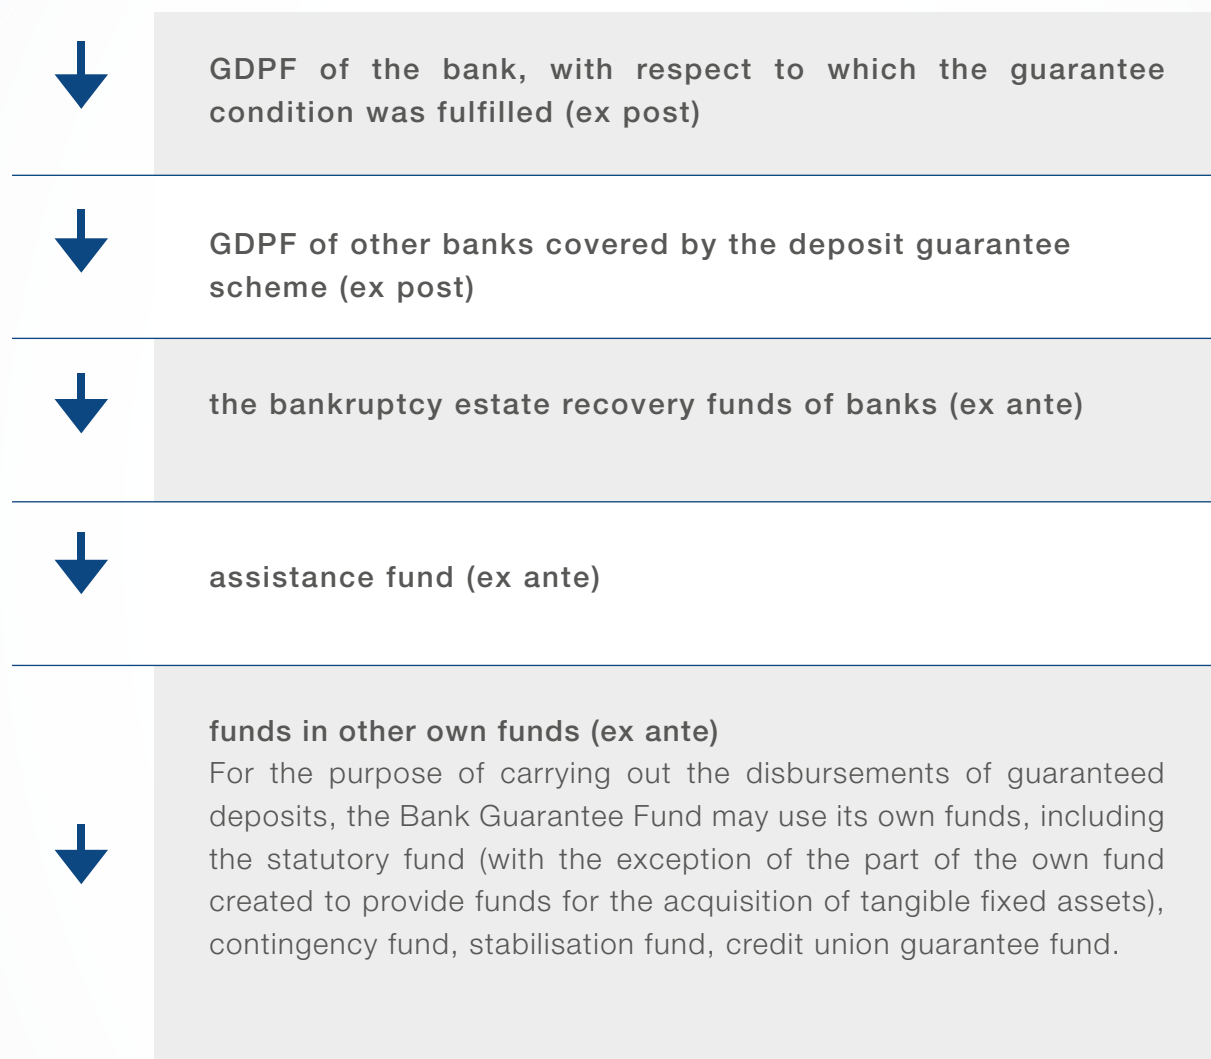 GDPF of the bank, with respect to which the guarantee
condition was fulfilled (ex post)
GDPF of other banks covered by the deposit guarantee
scheme (ex post)
the bankruptcy estate recovery funds of banks (ex ante)
assistance fund (ex ante)
funds in other own funds (ex ante)
For the purpose of carrying out the disbursements of guaranteed
deposits, the Bank Guarantee Fund may use its own funds, including
the statutory fund (with the exception of the part of the own fund
created to provide funds for the acquisition of tangible fixed assets),
contingency fund, stabilisation fund, credit union guarantee fund.